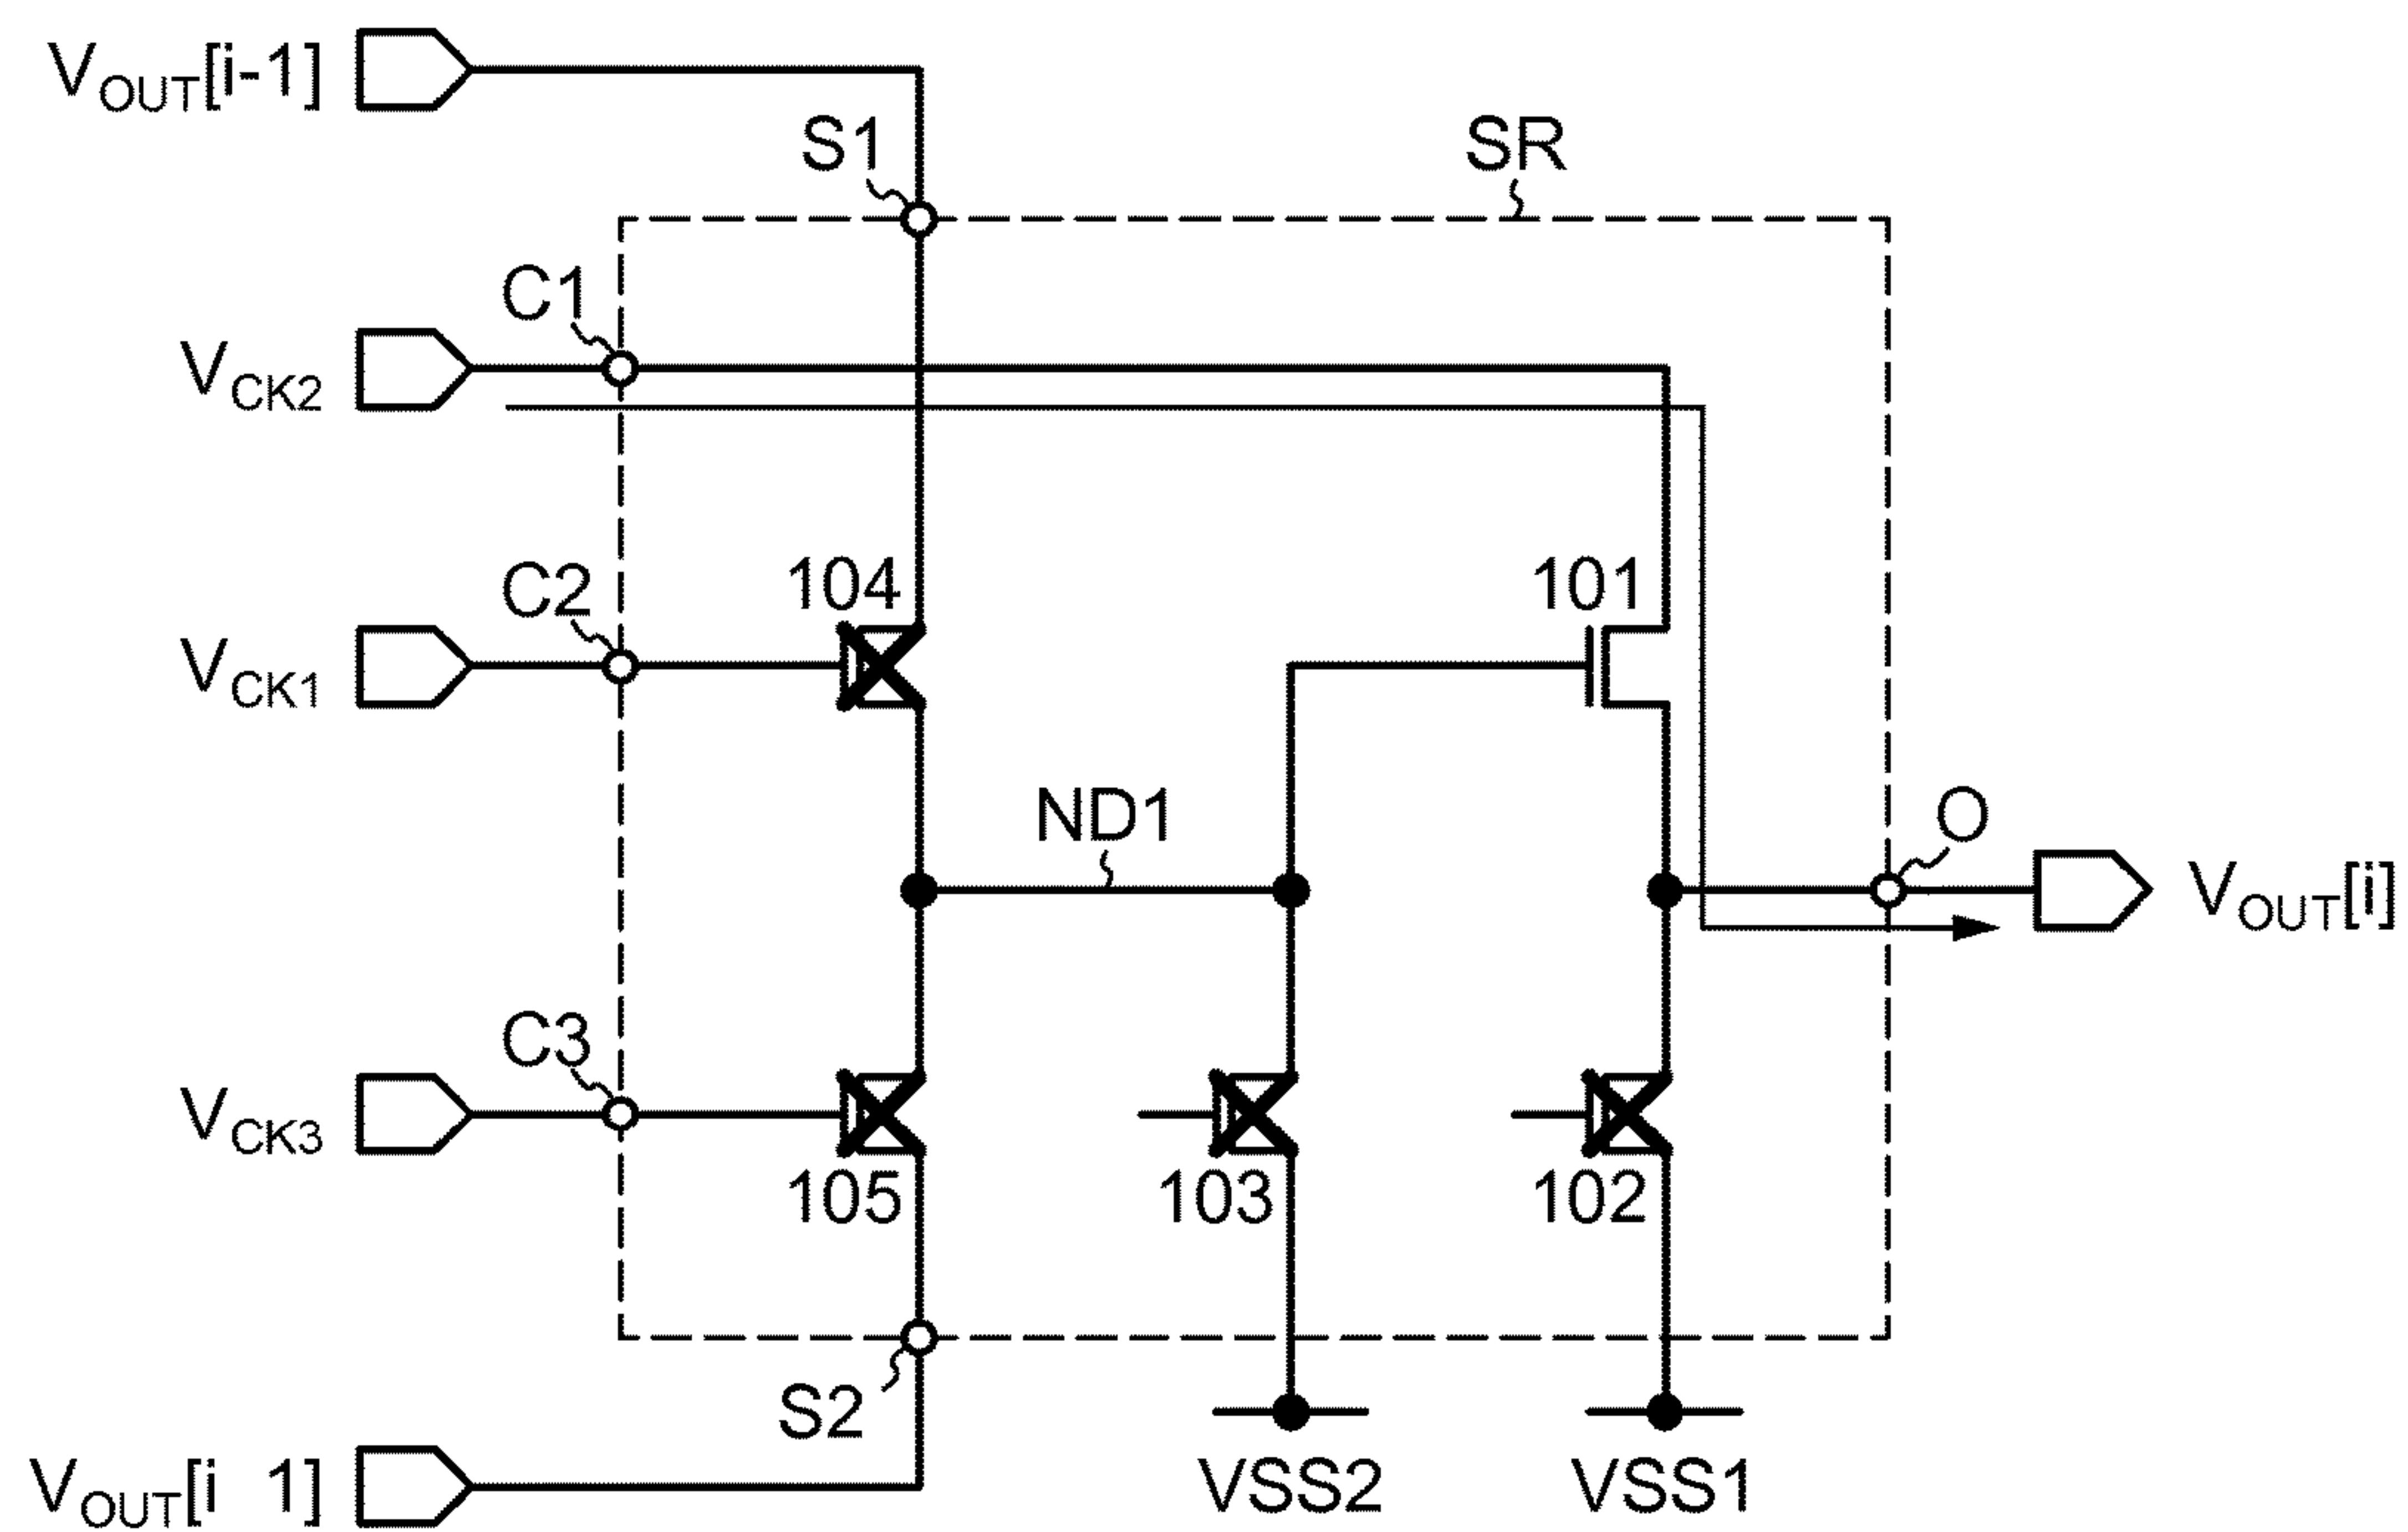 VOUT[i-1]
S1
SR
C1
VCK2
C2
104
101
VCK1
ND1
O
VOUT[i]
C3
VCK3
105
103
102
S2
VOUT[i 1]
VSS2
VSS1